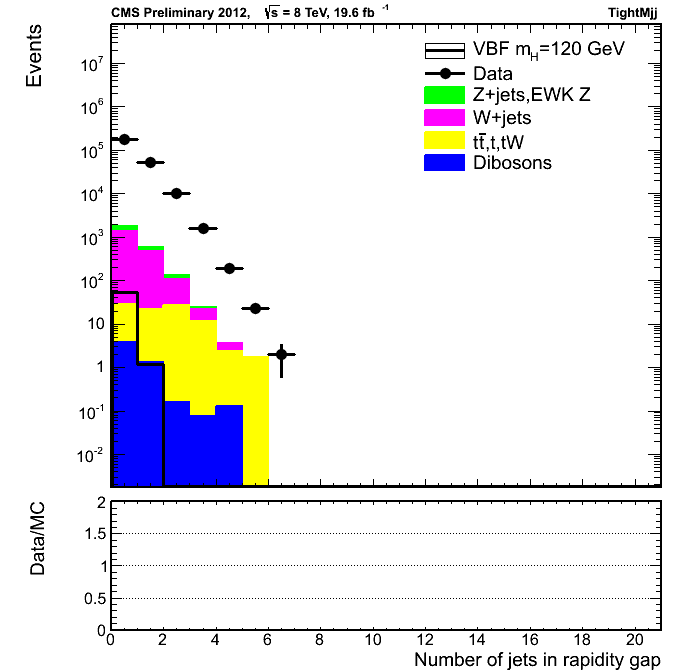 CMS Preliminary 2012, √s = 8 TeV, 19.6 fb⁻¹ TightMjj
Events
VBF m_H=120 GeV
Data
Z+jets,EWK Z
W+jets
tt̄,t,tW
Dibosons
10⁷
10⁶
10⁵
10⁴
10³
10²
10
1
10⁻¹
10⁻²
Data/MC
2
1.5
1
0.5
0
0 2 4 6 8 10 12 14 16 18 20
Number of jets in rapidity gap